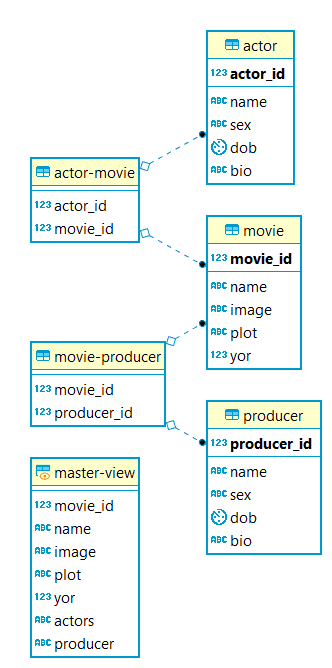 actor
123 actor_id
ABC name
ABC sex
dob
ABC bio
actor-movie
123 actor_id
123 movie_id
movie
123 movie_id
ABC name
ABC image
ABC plot
123 yor
movie-producer
123 movie_id
123 producer_id
producer
123 producer_id
ABC name
ABC sex
dob
ABC bio
master-view
123 movie_id
ABC name
ABC image
ABC plot
123 yor
ABC actors
ABC producer